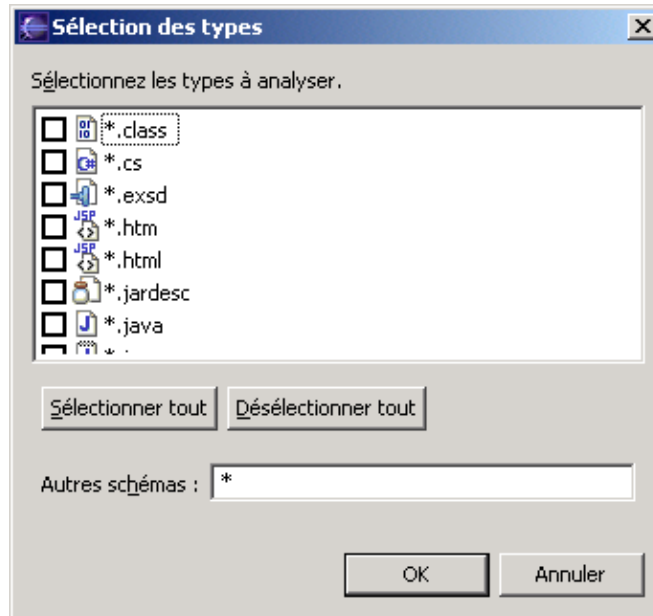 Sélection des types
Sélectionnez les types à analyser.
*.class
*.cs
*.exsd
*.htm
*.html
*.jardesc
*.java
Sélectionner tout Désélectionner tout
Autres schémas : *
OK Annuler